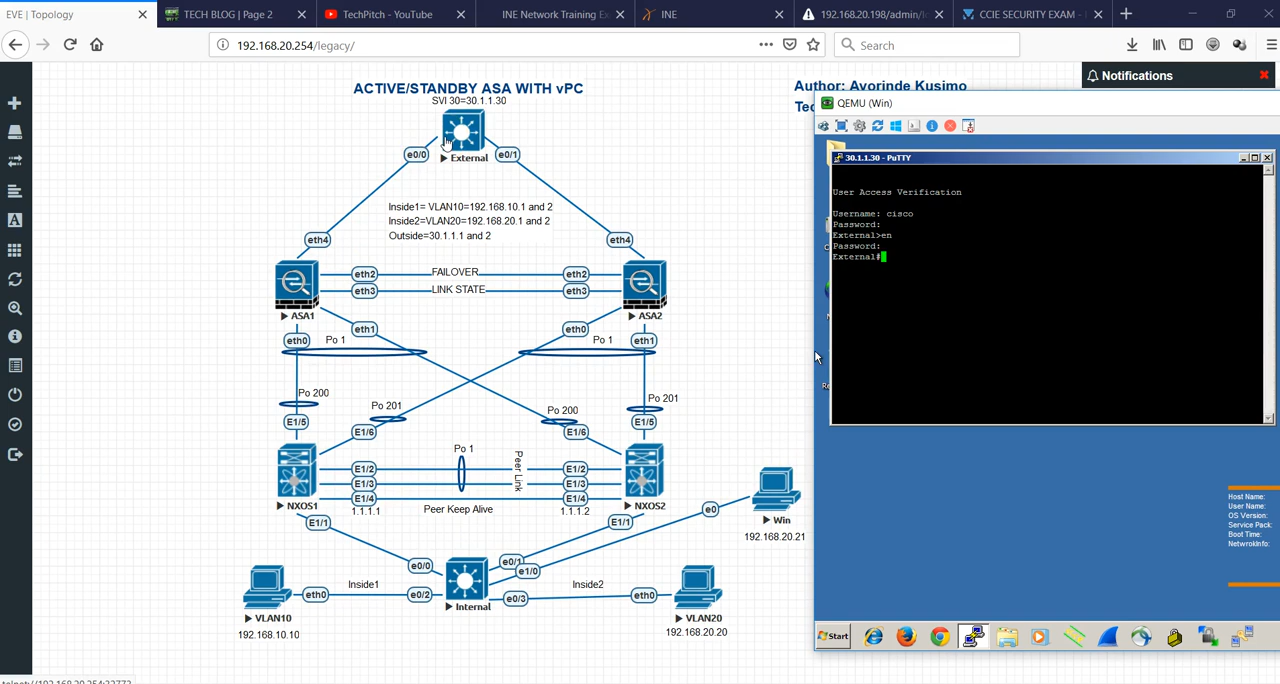 EVE | Topology
TECH BLOG | Page 2
TechPitch - YouTube
INE Network Training E
INE
192.168.20.198/admin/
CCIE SECURITY EXAM -
192.168.20.254/legacy/
Search
Notifications
ACTIVE/STANDBY ASA WITH vPC
SVI 30=30.1.1.30
Author: Ayorinde Kusimo
QEMU (Win)
e0/0
External
e0/1
30.1.1.30 - PuTTY
User Access Verification
Username: cisco
Password:
External>en
Password:
External#
Inside1= VLAN10=192.168.10.1 and 2
Inside2=VLAN20=192.168.20.1 and 2
Outside=30.1.1.1 and 2
eth4
eth4
eth2
FAILOVER
eth2
eth3
LINK STATE
eth3
ASA1
ASA2
eth1
eth0
eth0
Po 1
Po 1
eth1
Po 200
Po 201
Po 200
Po 201
E1/5
E1/6
E1/6
E1/5
Po 1
Peer Link
E1/2
E1/2
E1/3
E1/3
E1/4
E1/4
NXOS1
1.1.1.1
Peer Keep Alive
1.1.1.2
NXOS2
E1/1
E1/1
e0
Win
192.168.20.21
e0/0
e0/1
e1/0
Inside1
Inside2
eth0
e0/2
Internal
e0/3
eth0
VLAN10
192.168.10.10
VLAN20
192.168.20.20
Host Name:
User Name:
OS Version:
Service Pack:
Boot Time:
NetwrokInfo:
Start